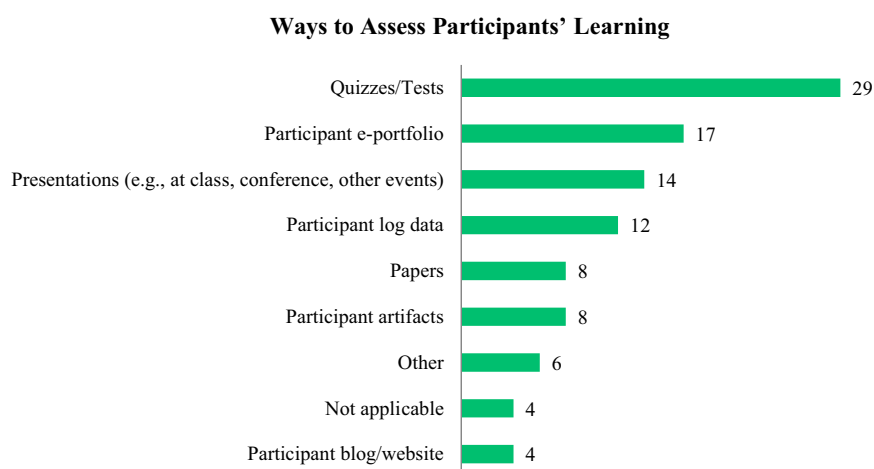 Ways to Assess Participants’ Learning
Quizzes/Tests 29
Participant e-portfolio 17
Presentations (e.g., at class, conference, other events) 14
Participant log data 12
Papers 8
Participant artifacts 8
Other 6
Not applicable 4
Participant blog/website 4